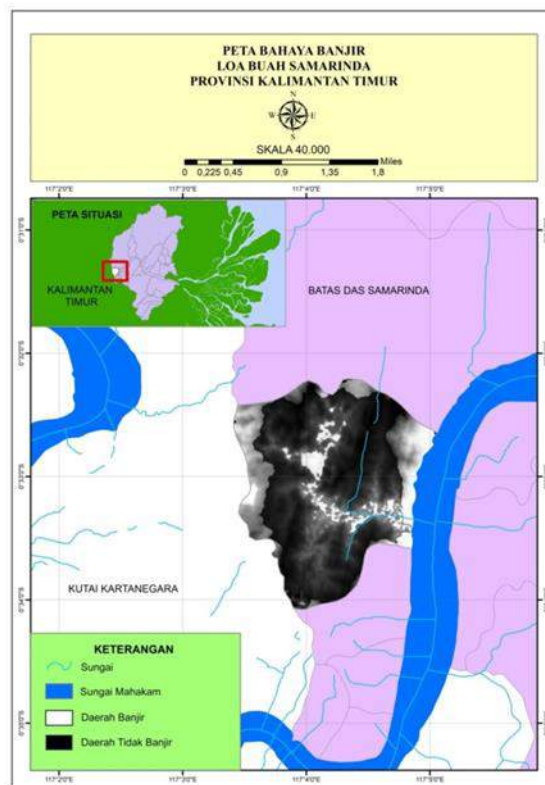 PETA BAHAYA BANJIR
LOA BUAH SAMARINDA
PROVINSI KALIMANTAN TIMUR
N
W E
S
SKALA 40.000
Miles
0 0,225 0,45 0,9 1,35 1,8
117°2'0"E 117°3'0"E 117°4'0"E 117°5'0"E
PETA SITUASI
KALIMANTAN
TIMUR
BATAS DAS SAMARINDA
KUTAI KARTANEGARA
KETERANGAN
Sungai
Sungai Mahakam
Daerah Banjir
Daerah Tidak Banjir
117°2'0"E 117°3'0"E 117°4'0"E 117°5'0"E